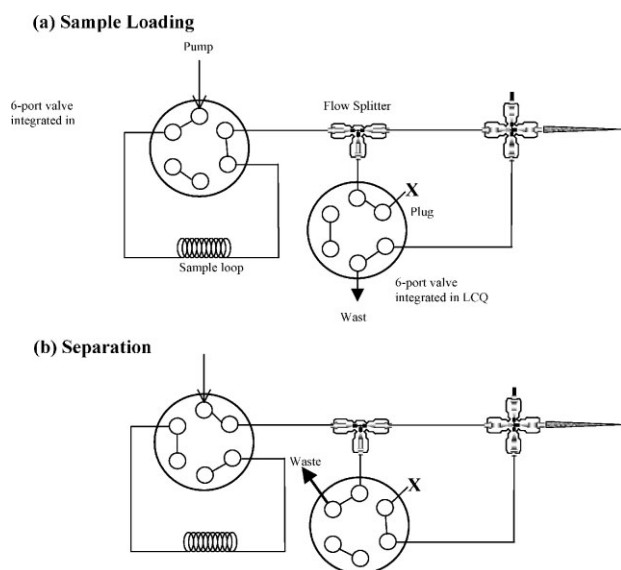 (a) Sample Loading
Pump
6-port valve
integrated in
Flow Splitter
X
Plug
Sample loop
6-port valve
integrated in LCQ
Wast
(b) Separation
Waste
X